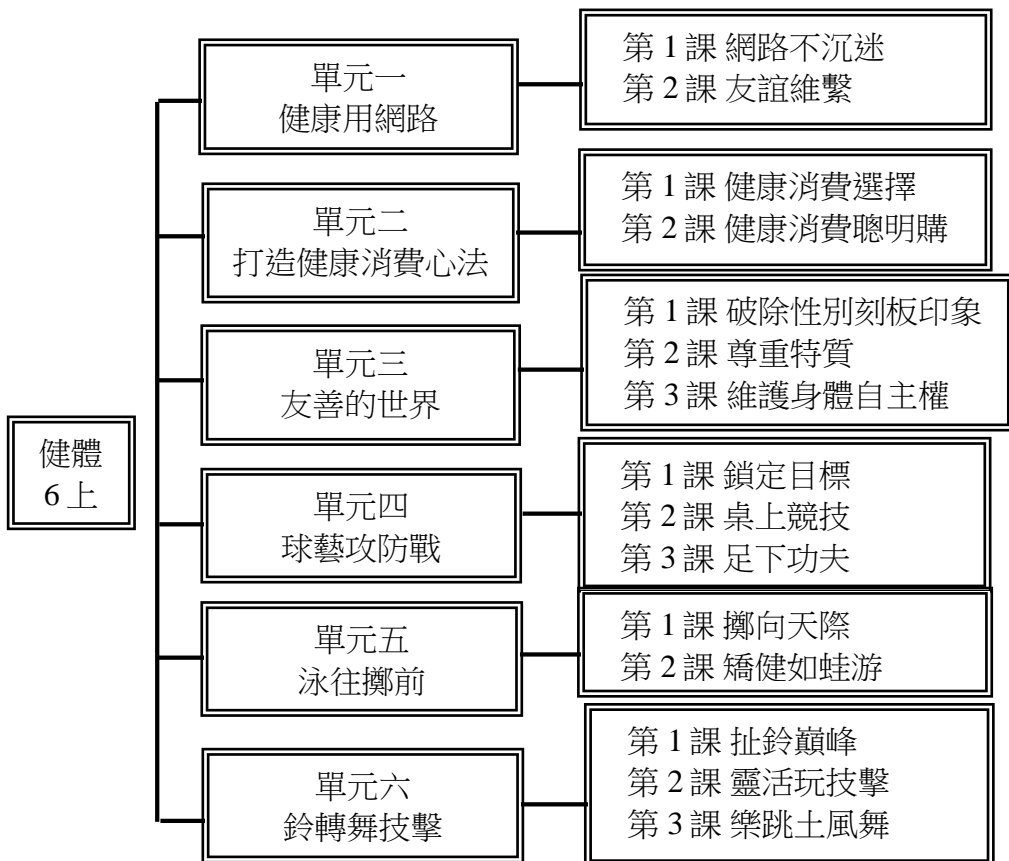 健體
6 上
單元一
健康用網路
第 1 課 網路不沉迷
第 2 課 友誼維繫
單元二
打造健康消費心法
第 1 課 健康消費選擇
第 2 課 健康消費聰明購
單元三
友善的世界
第 1 課 破除性別刻板印象
第 2 課 尊重特質
第 3 課 維護身體自主權
單元四
球藝攻防戰
第 1 課 鎖定目標
第 2 課 桌上競技
第 3 課 足下功夫
單元五
泳往擲前
第 1 課 擲向天際
第 2 課 矯健如蛙游
單元六
鈴轉舞技擊
第 1 課 扯鈴巔峰
第 2 課 靈活玩技擊
第 3 課 樂跳土風舞